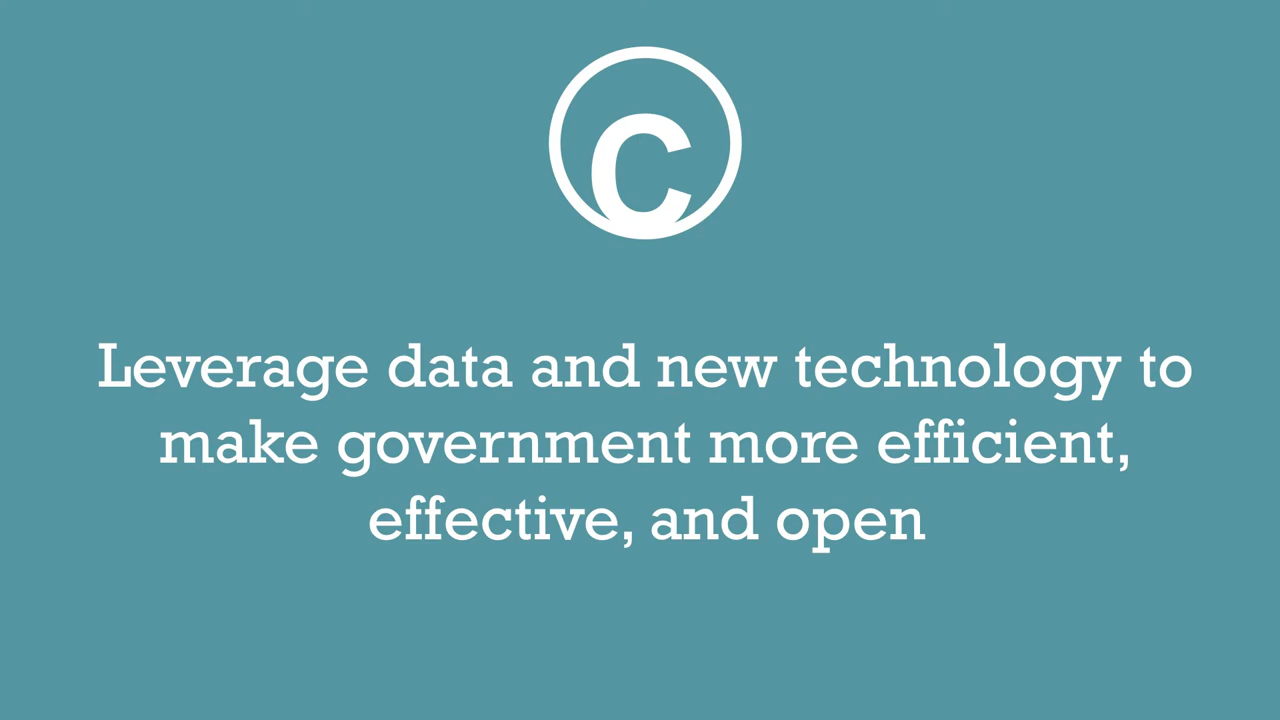 C
Leverage data and new technology to
make government more efficient,
effective, and open